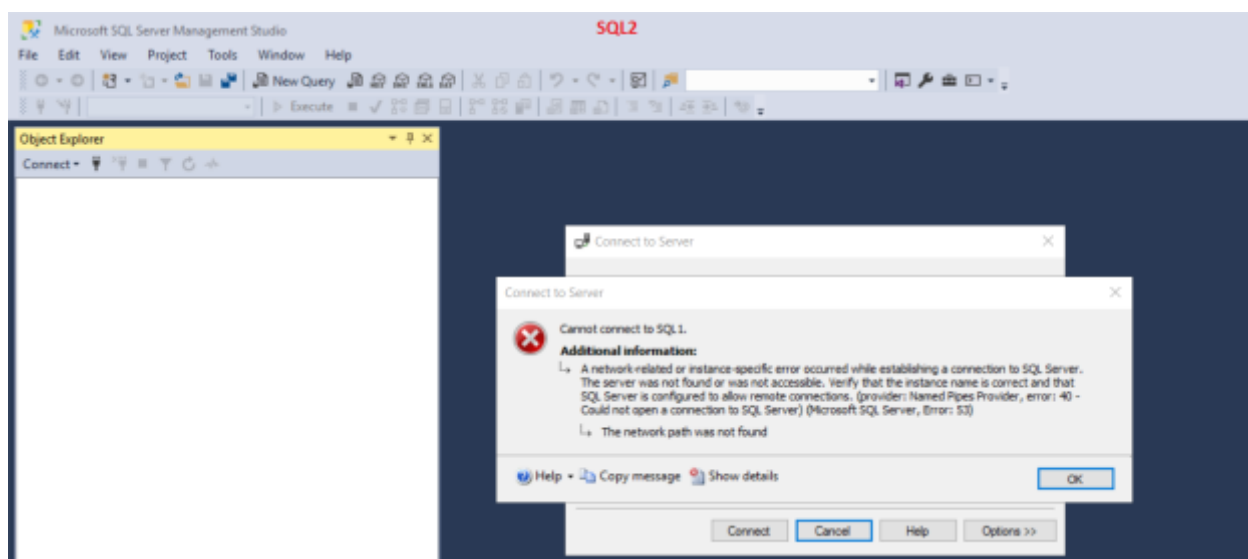 Microsoft SQL Server Management Studio
SQL2
File Edit View Project Tools Window Help
New Query
Execute
Object Explorer
Connect
Connect to Server
Connect to Server
Cannot connect to SQL1.
Additional information:
A network-related or instance-specific error occurred while establishing a connection to SQL Server.
The server was not found or was not accessible. Verify that the instance name is correct and that
SQL Server is configured to allow remote connections. (provider: Named Pipes Provider, error: 40 -
Could not open a connection to SQL Server) (Microsoft SQL Server, Error: 53)
The network path was not found
Help Copy message Show details
OK
Connect Cancel Help Options >>